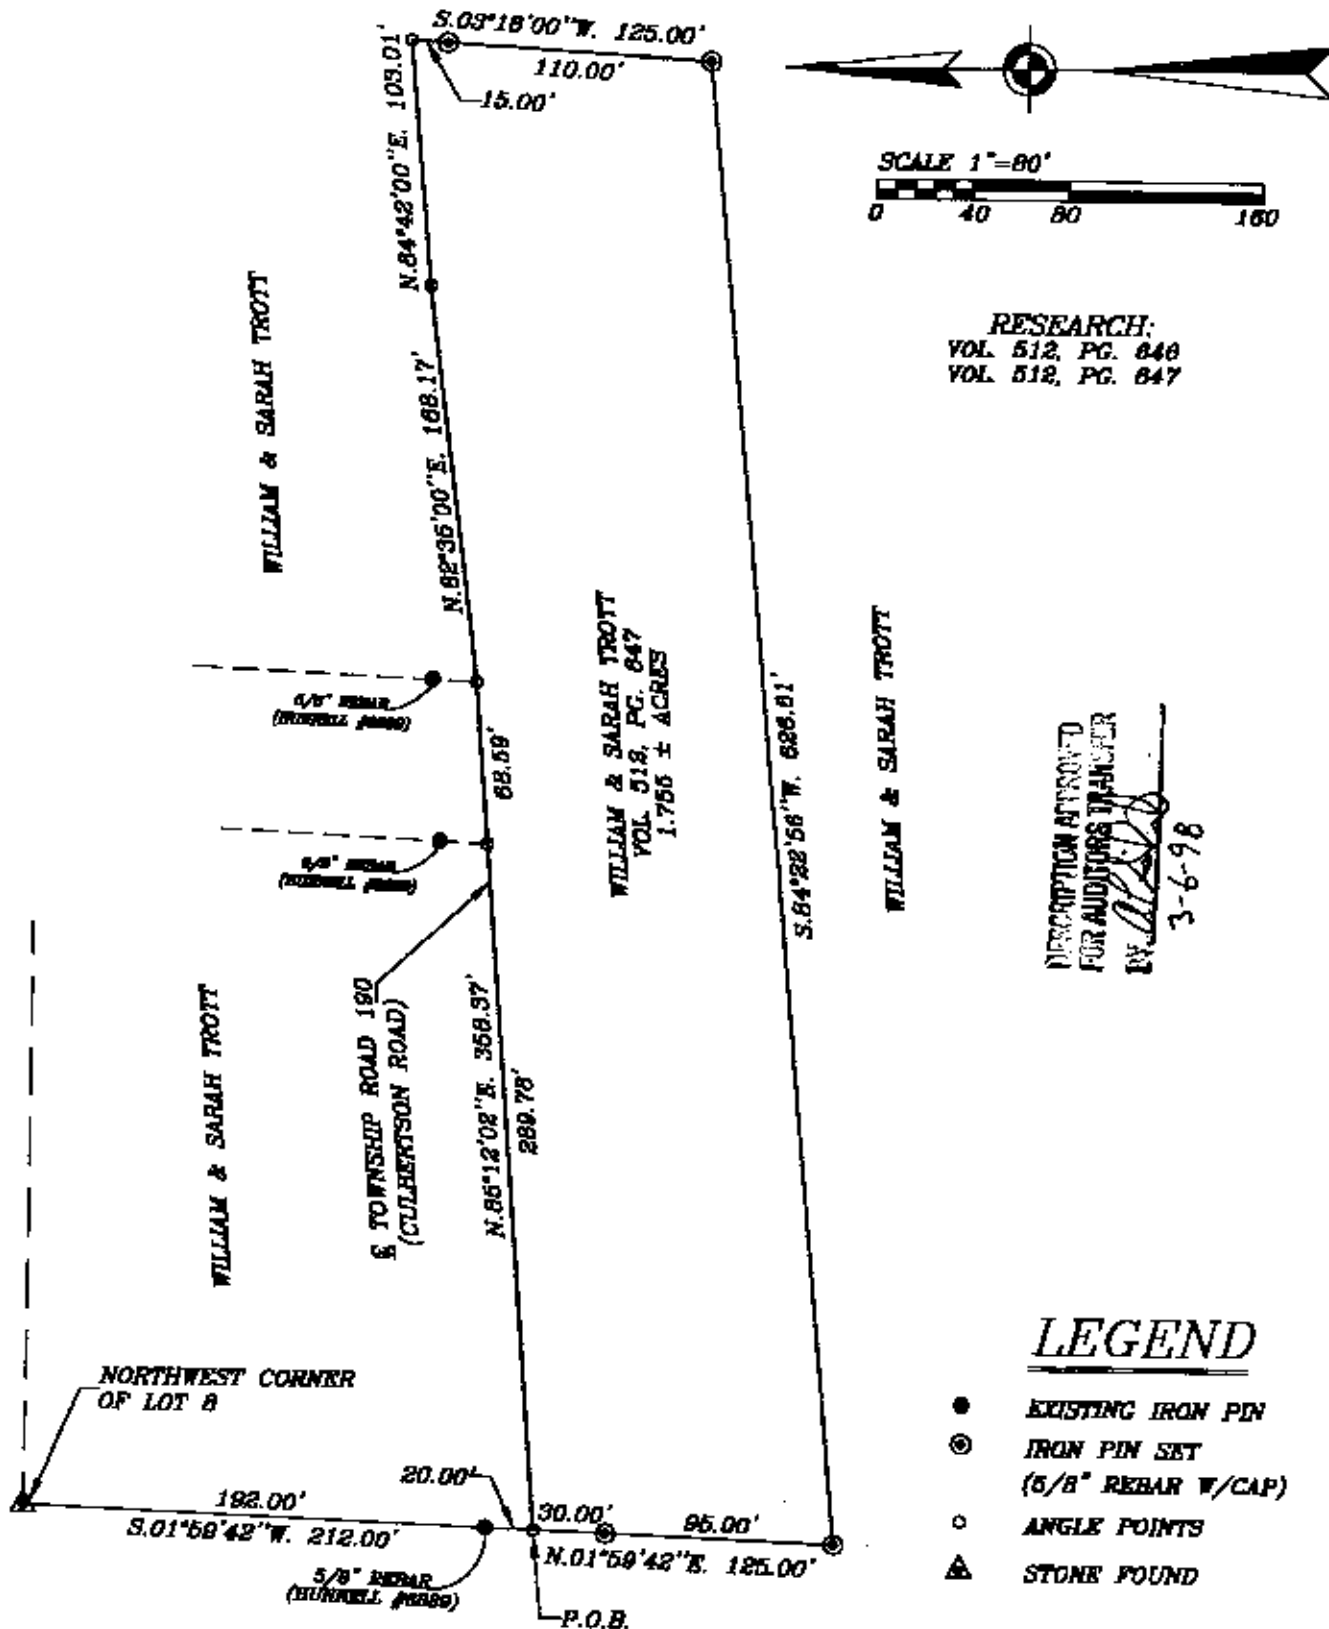 S.03°18'00"W. 125.00'
110.00'
15.00'
N.84°42'00"E. 103.01'
SCALE 1"=80'
0 40 80 160
RESEARCH:
VOL. 512, PG. 646
VOL. 512, PG. 647
WILLIAM & SARAH TROTT
N.82°35'00"E. 168.17'
5/8" REBAR
(HUNNELL
68.59'
5/8" REBAR
(HUNNELL
WILLIAM & SARAH TROTT
VOL. 512, PG. 647
1.755 ± ACRES
S.84°22'56"W. 626.61'
WILLIAM & SARAH TROTT
DESCRIPTION APPROVED
FOR AUDITORS TRANSFER
BY
3-6-98
WILLIAM & SARAH TROTT
℄ TOWNSHIP ROAD 190
(CULBERTSON ROAD)
N.85°12'02"E. 358.37'
289.78'
NORTHWEST CORNER
OF LOT 8
192.00'
S.01°59'42"W. 212.00'
20.00'
30.00'
95.00'
N.01°59'42"E. 125.00'
5/8" REBAR
(HUNNELL
P.O.B.
LEGEND
EXISTING IRON PIN
IRON PIN SET
(5/8" REBAR W/CAP)
ANGLE POINTS
STONE FOUND